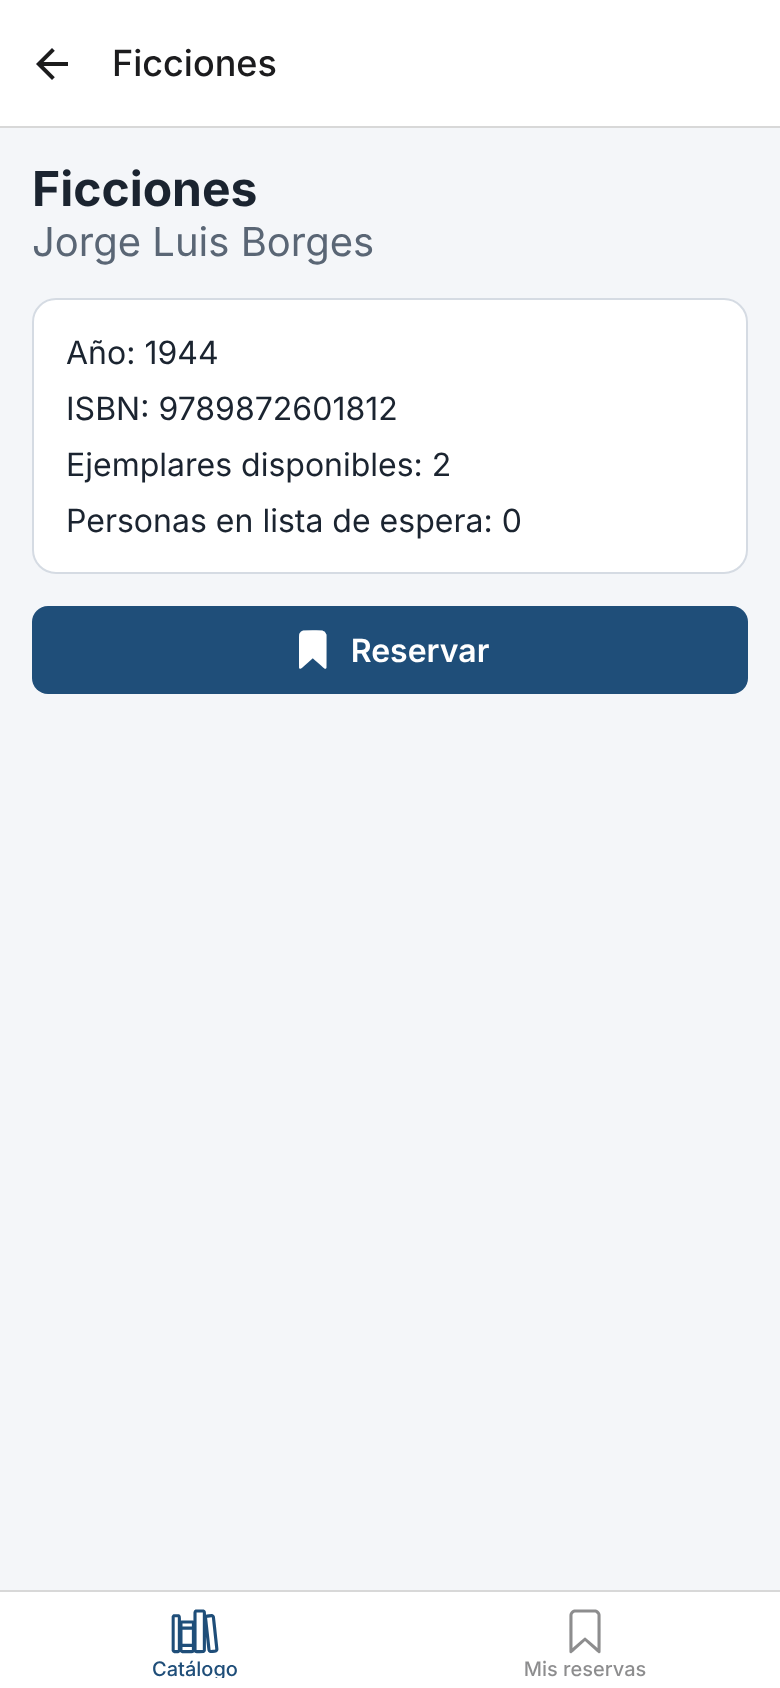 Ficciones
Ficciones
Jorge Luis Borges
Año: 1944
ISBN: 9789872601812
Ejemplares disponibles: 2
Personas en lista de espera: 0
Reservar
Catálogo
Mis reservas